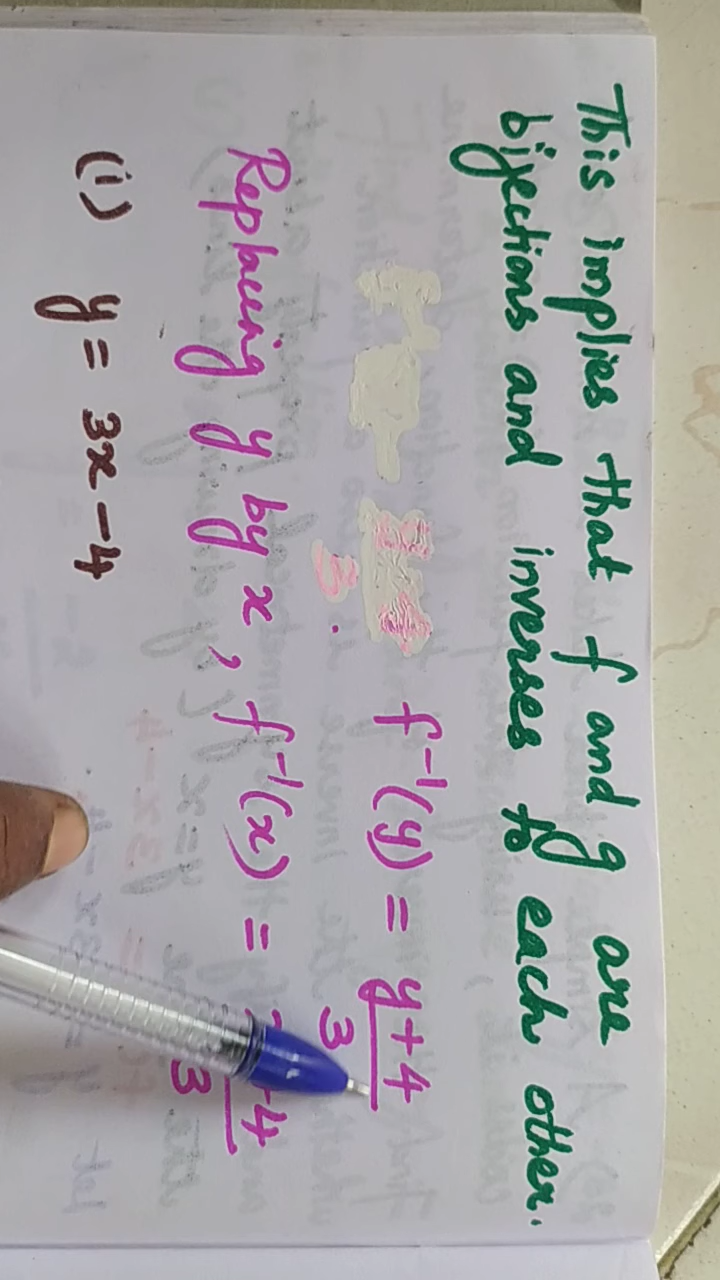 This implies that f and g are
bijections and inverses to each other.
f⁻¹(y) = y+4
3
3.
Replacing y by x, f⁻¹(x) = +4
3
(i) y = 3x-4